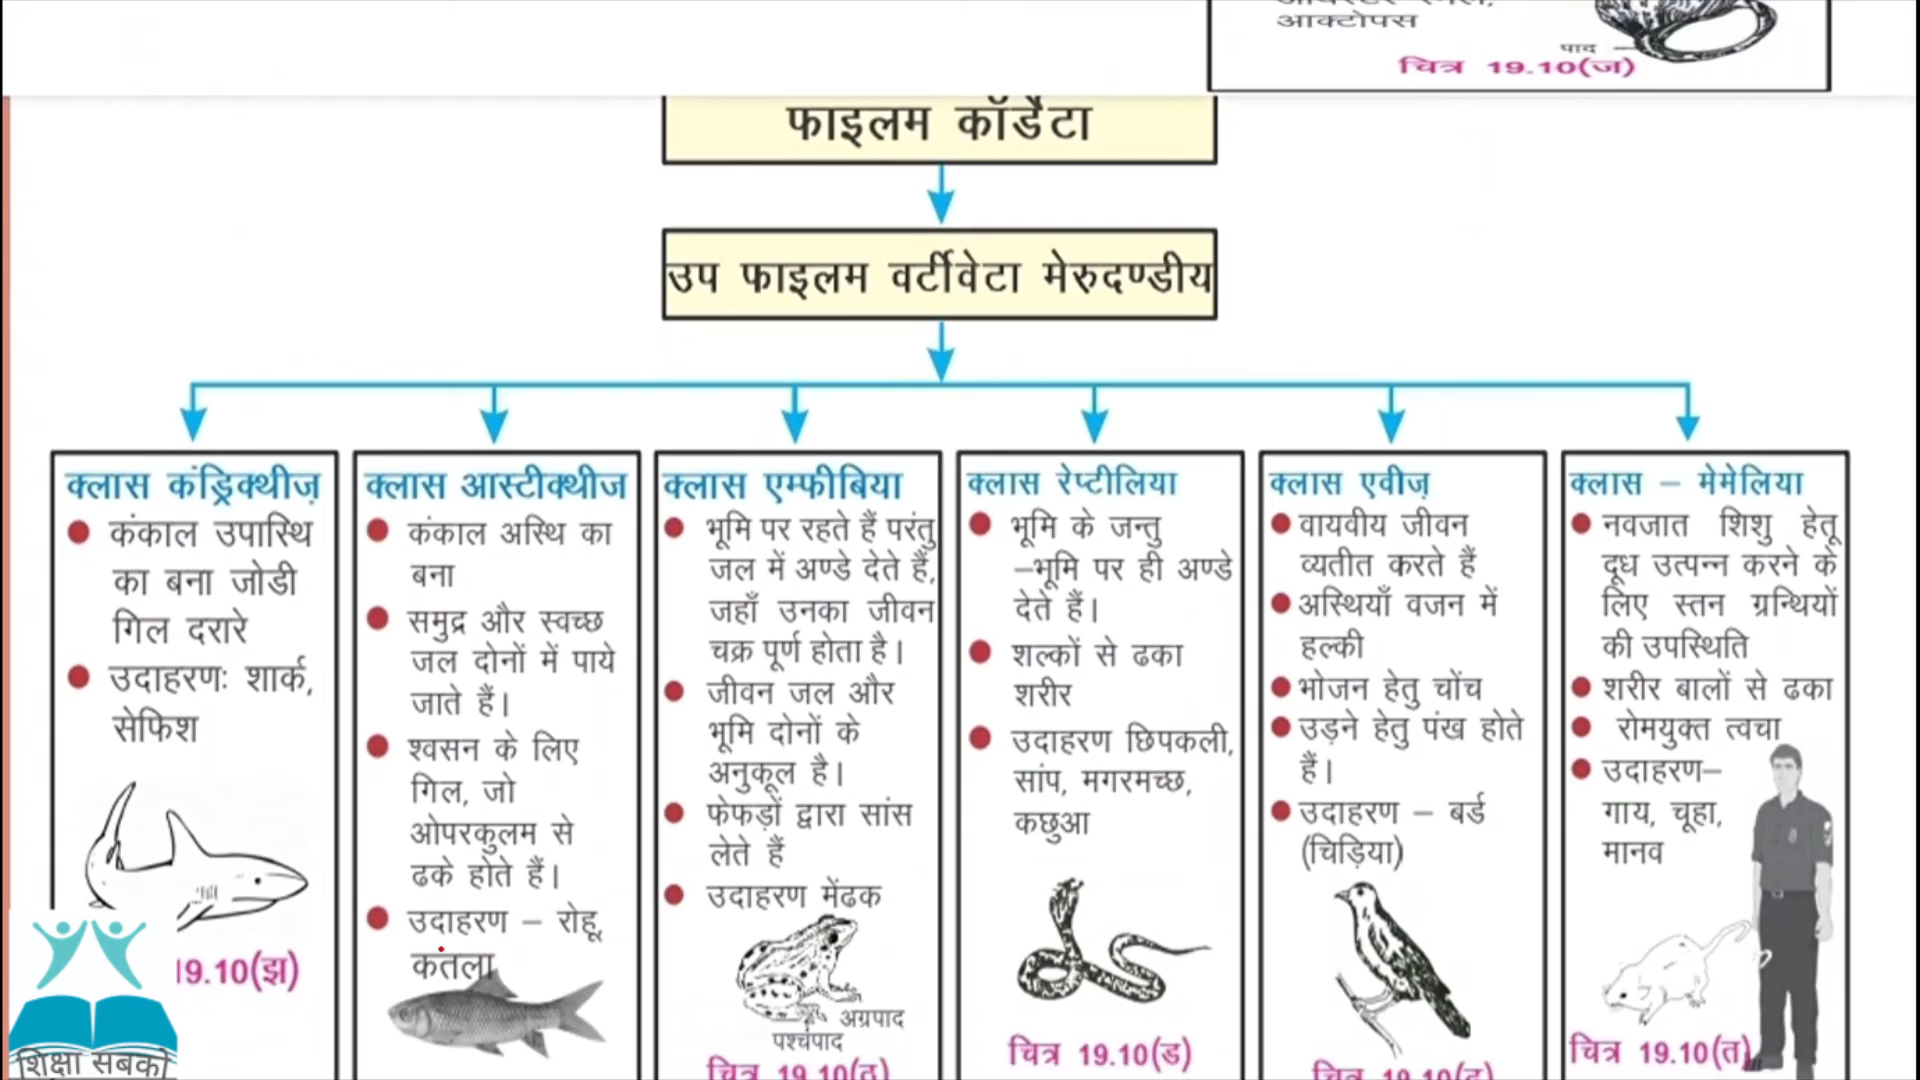 आक्टोपस
पाद
चित्र 19.10(ज)
फाइलम कॉर्डेटा
उप फाइलम वर्टीवेटा मेरुदण्डीय
क्लास कंड्रिक्थीज़
कंकाल उपास्थि
का बना जोडी
गिल दरारे
उदाहरणः शार्क,
सेफिश
19.10(झ)
क्लास आस्टीक्थीज
कंकाल अस्थि का
बना
समुद्र और स्वच्छ
जल दोनों में पाये
जाते हैं।
श्वसन के लिए
गिल, जो
ओपरकुलम से
ढके होते हैं।
उदाहरण – रोहू,
कतला
क्लास एम्फीबिया
भूमि पर रहते हैं परंतु
जल में अण्डे देते हैं,
जहाँ उनका जीवन
चक्र पूर्ण होता है।
जीवन जल और
भूमि दोनों के
अनुकूल है।
फेफड़ों द्वारा सांस
लेते हैं
उदाहरण मेंढक
अग्रपाद
पश्चपाद
चित्र 19.10(ठ)
क्लास रेप्टीलिया
भूमि के जन्तु
–भूमि पर ही अण्डे
देते हैं।
शल्कों से ढका
शरीर
उदाहरण छिपकली,
सांप, मगरमच्छ,
कछुआ
चित्र 19.10(ड)
क्लास एवीज़
वायवीय जीवन
व्यतीत करते हैं
अस्थियाँ वजन में
हल्की
भोजन हेतु चोंच
उड़ने हेतु पंख होते
हैं।
उदाहरण – बर्ड
(चिड़िया)
चित्र 19.10(ढ)
क्लास – मेमेलिया
नवजात शिशु हेतू
दूध उत्पन्न करने के
लिए स्तन ग्रन्थियों
की उपस्थिति
शरीर बालों से ढका
रोमयुक्त त्वचा
उदाहरण–
गाय, चूहा,
मानव
चित्र 19.10(त)
शिक्षा सबको